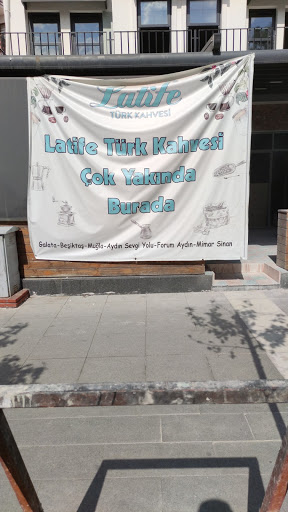 Latife
TÜRK KAHVESİ
Latife Türk Kahvesi
Çok Yakında
Burada
Galata-Beşiktaş-Muğla-Aydın Sevgi Yolu-Forum Aydın-Mimar Sinan